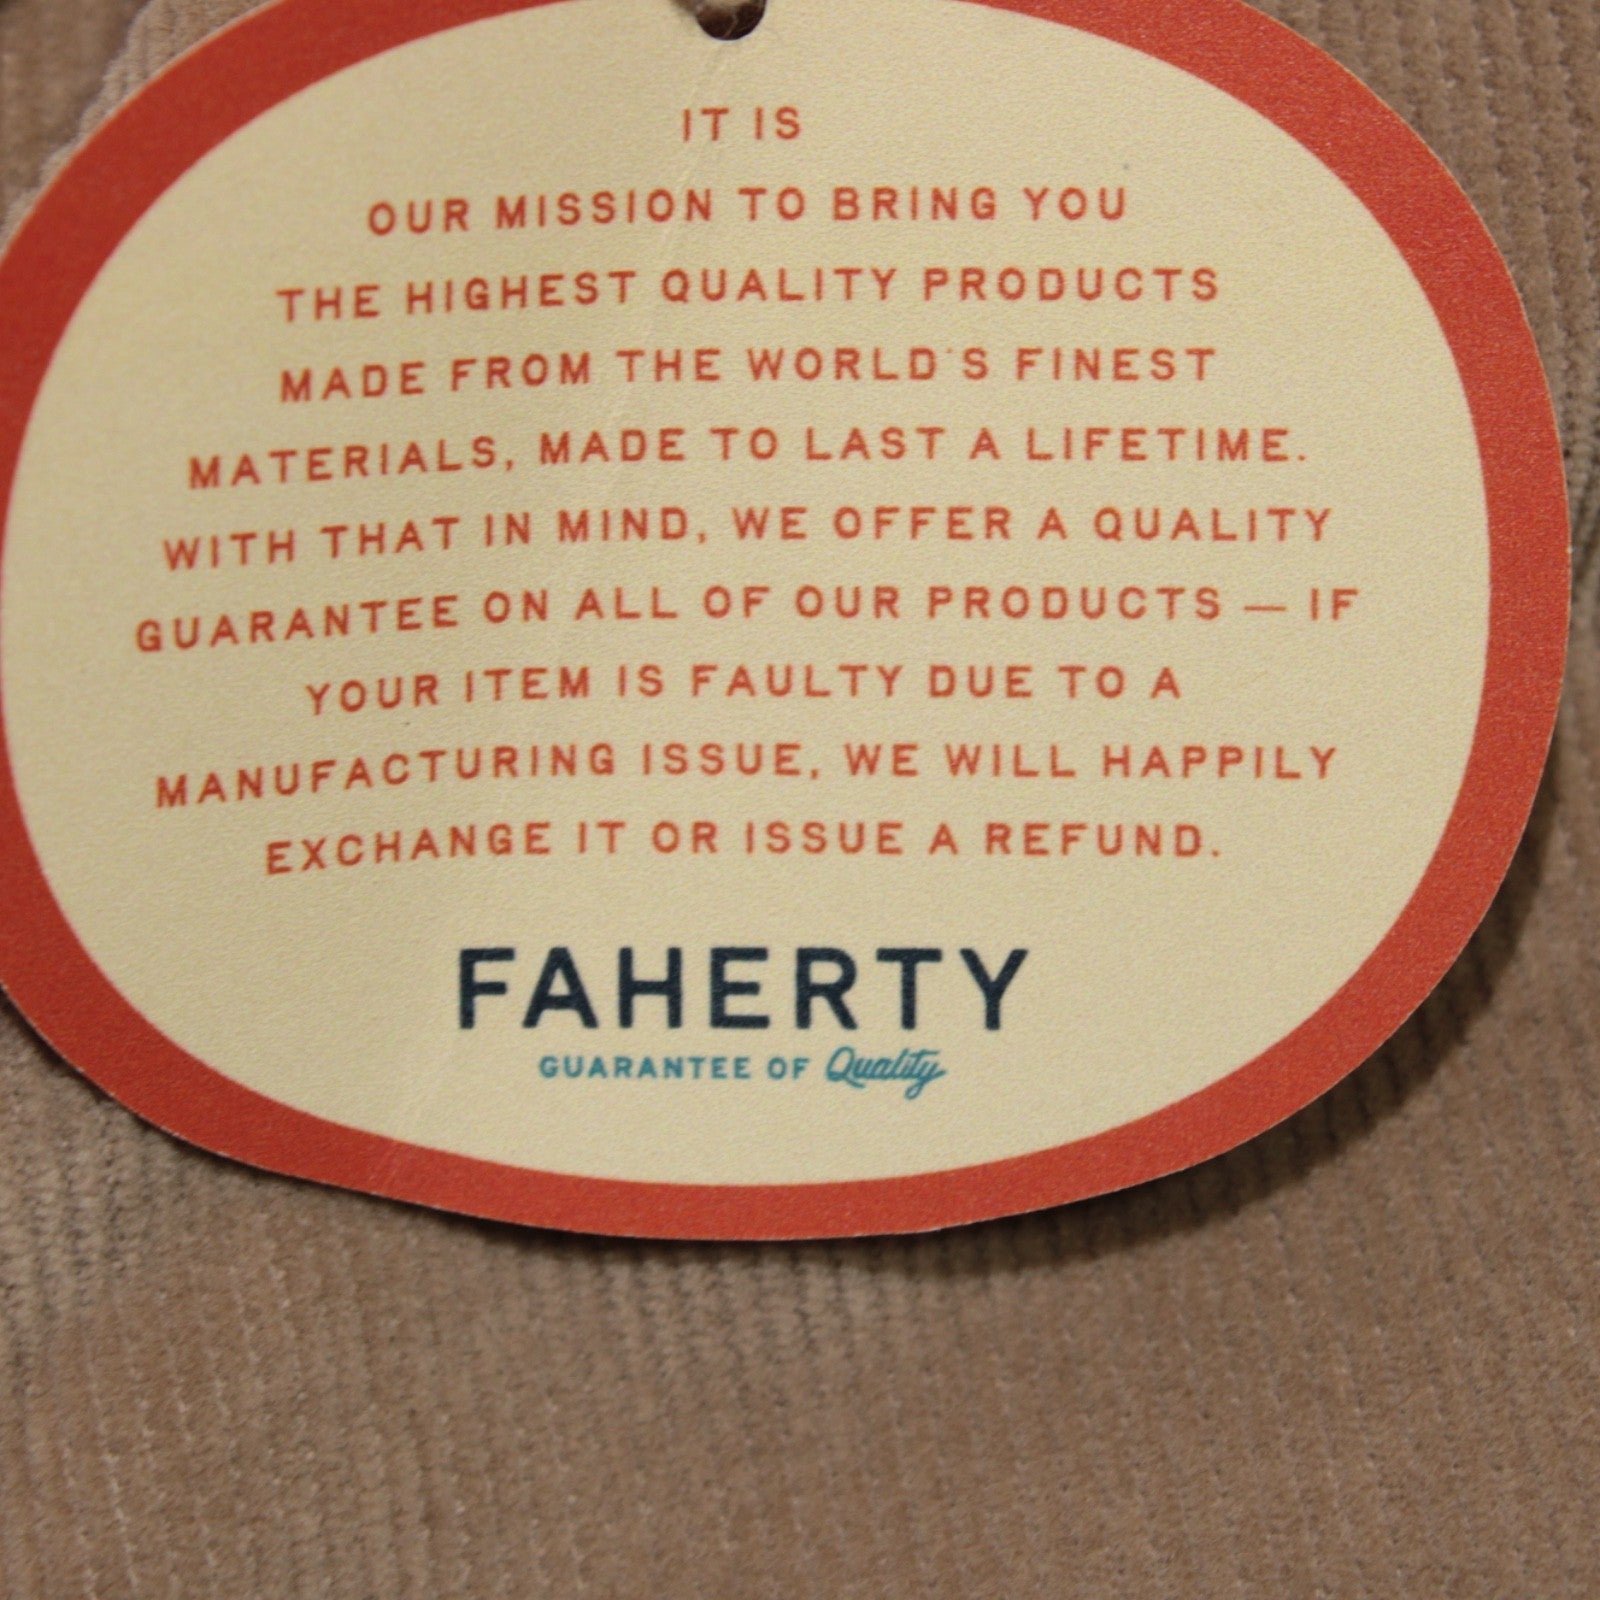 IT IS
OUR MISSION TO BRING YOU
THE HIGHEST QUALITY PRODUCTS
MADE FROM THE WORLD'S FINEST
MATERIALS, MADE TO LAST A LIFETIME.
WITH THAT IN MIND, WE OFFER A QUALITY
GUARANTEE ON ALL OF OUR PRODUCTS — IF
YOUR ITEM IS FAULTY DUE TO A
MANUFACTURING ISSUE, WE WILL HAPPILY
EXCHANGE IT OR ISSUE A REFUND.
FAHERTY
GUARANTEE OF Quality